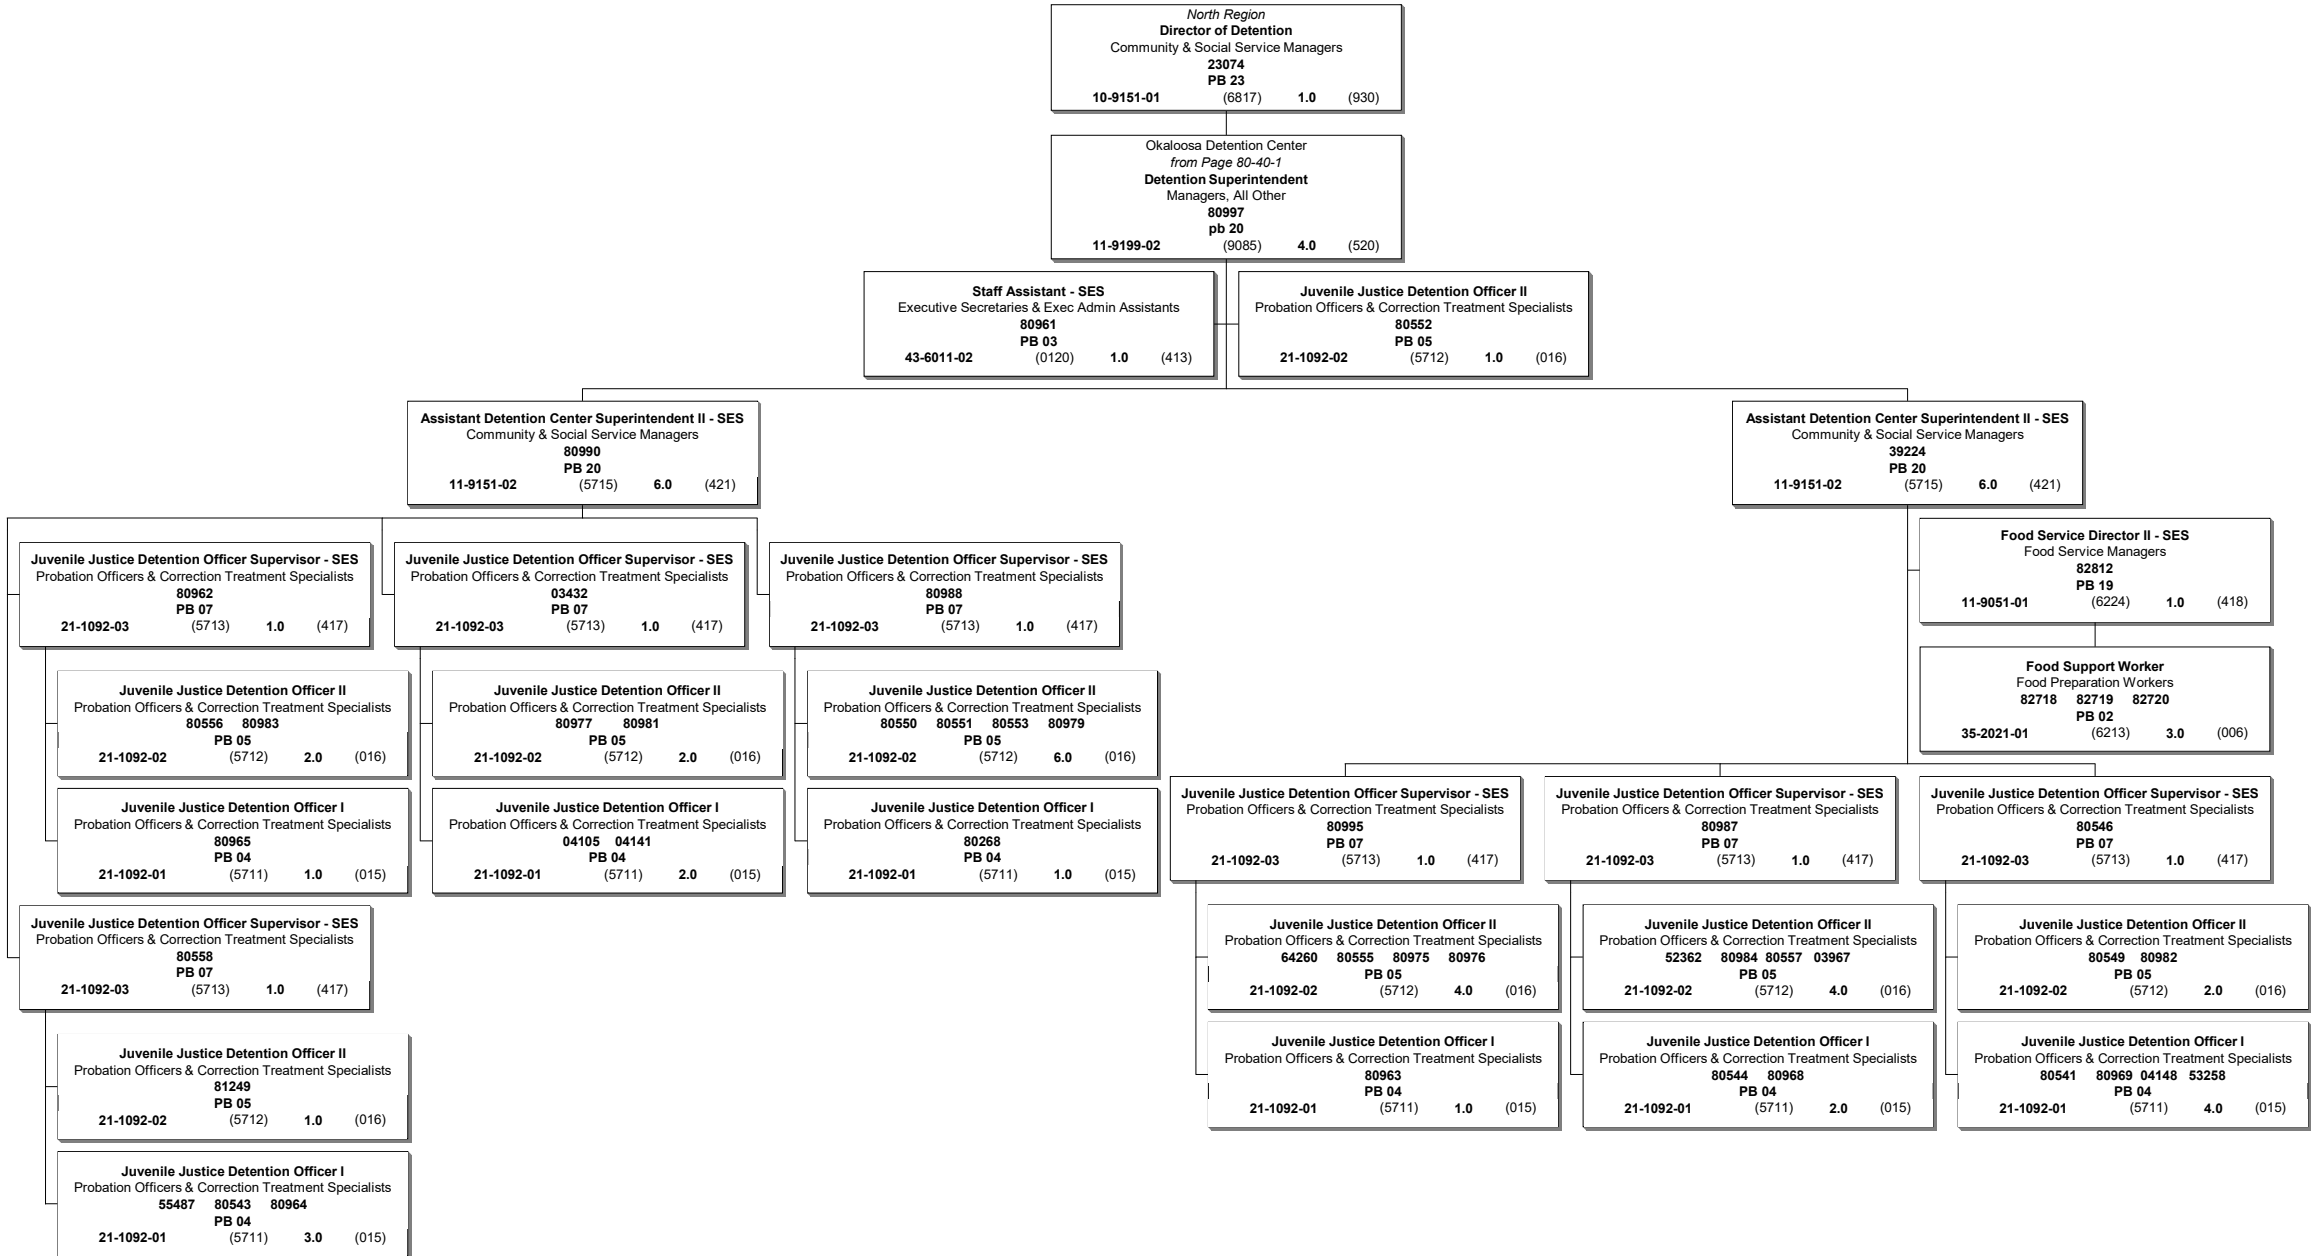 North Region
Director of Detention
Community & Social Service Managers
23074
PB 23
10-9151-01 (6817) 1.0 (930)
Okaloosa Detention Center
from Page 80-40-1
Detention Superintendent
Managers, All Other
80997
pb 20
11-9199-02 (9085) 4.0 (520)
Staff Assistant - SES
Executive Secretaries & Exec Admin Assistants
80961
PB 03
43-6011-02 (0120) 1.0 (413)
Juvenile Justice Detention Officer II
Probation Officers & Correction Treatment Specialists
80552
PB 05
21-1092-02 (5712) 1.0 (016)
Assistant Detention Center Superintendent II - SES
Community & Social Service Managers
80990
PB 20
11-9151-02 (5715) 6.0 (421)
Juvenile Justice Detention Officer Supervisor - SES
Probation Officers & Correction Treatment Specialists
80962
PB 07
21-1092-03 (5713) 1.0 (417)
Juvenile Justice Detention Officer II
Probation Officers & Correction Treatment Specialists
80556 80983
PB 05
21-1092-02 (5712) 2.0 (016)
Juvenile Justice Detention Officer I
Probation Officers & Correction Treatment Specialists
80965
PB 04
21-1092-01 (5711) 1.0 (015)
Juvenile Justice Detention Officer Supervisor - SES
Probation Officers & Correction Treatment Specialists
80558
PB 07
21-1092-03 (5713) 1.0 (417)
Juvenile Justice Detention Officer II
Probation Officers & Correction Treatment Specialists
81249
PB 05
21-1092-02 (5712) 1.0 (016)
Juvenile Justice Detention Officer I
Probation Officers & Correction Treatment Specialists
55487 80543 80964
PB 04
21-1092-01 (5711) 3.0 (015)
Juvenile Justice Detention Officer Supervisor - SES
Probation Officers & Correction Treatment Specialists
03432
PB 07
21-1092-03 (5713) 1.0 (417)
Juvenile Justice Detention Officer II
Probation Officers & Correction Treatment Specialists
80977 80981
PB 05
21-1092-02 (5712) 2.0 (016)
Juvenile Justice Detention Officer I
Probation Officers & Correction Treatment Specialists
04105 04141
PB 04
21-1092-01 (5711) 2.0 (015)
Juvenile Justice Detention Officer Supervisor - SES
Probation Officers & Correction Treatment Specialists
80988
PB 07
21-1092-03 (5713) 1.0 (417)
Juvenile Justice Detention Officer II
Probation Officers & Correction Treatment Specialists
80550 80551 80553 80979
PB 05
21-1092-02 (5712) 6.0 (016)
Juvenile Justice Detention Officer I
Probation Officers & Correction Treatment Specialists
80268
PB 04
21-1092-01 (5711) 1.0 (015)
Assistant Detention Center Superintendent II - SES
Community & Social Service Managers
39224
PB 20
11-9151-02 (5715) 6.0 (421)
Food Service Director II - SES
Food Service Managers
82812
PB 19
11-9051-01 (6224) 1.0 (418)
Food Support Worker
Food Preparation Workers
82718 82719 82720
PB 02
35-2021-01 (6213) 3.0 (006)
Juvenile Justice Detention Officer Supervisor - SES
Probation Officers & Correction Treatment Specialists
80995
PB 07
21-1092-03 (5713) 1.0 (417)
Juvenile Justice Detention Officer II
Probation Officers & Correction Treatment Specialists
64260 80555 80975 80976
PB 05
21-1092-02 (5712) 4.0 (016)
Juvenile Justice Detention Officer I
Probation Officers & Correction Treatment Specialists
80963
PB 04
21-1092-01 (5711) 1.0 (015)
Juvenile Justice Detention Officer Supervisor - SES
Probation Officers & Correction Treatment Specialists
80987
PB 07
21-1092-03 (5713) 1.0 (417)
Juvenile Justice Detention Officer II
Probation Officers & Correction Treatment Specialists
52362 80984 80557 03967
PB 05
21-1092-02 (5712) 4.0 (016)
Juvenile Justice Detention Officer I
Probation Officers & Correction Treatment Specialists
80544 80968
PB 04
21-1092-01 (5711) 2.0 (015)
Juvenile Justice Detention Officer Supervisor - SES
Probation Officers & Correction Treatment Specialists
80546
PB 07
21-1092-03 (5713) 1.0 (417)
Juvenile Justice Detention Officer II
Probation Officers & Correction Treatment Specialists
80549 80982
PB 05
21-1092-02 (5712) 2.0 (016)
Juvenile Justice Detention Officer I
Probation Officers & Correction Treatment Specialists
80541 80969 04148 53258
PB 04
21-1092-01 (5711) 4.0 (015)